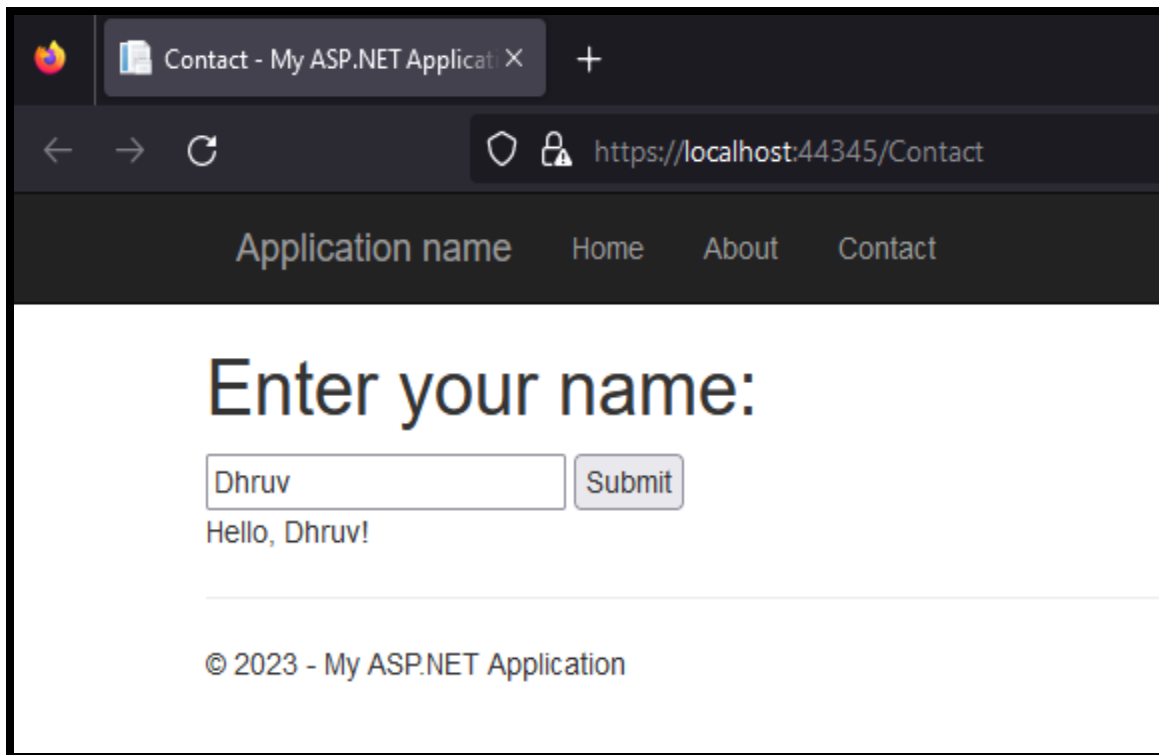 Contact - My ASP.NET Applicati
https://localhost:44345/Contact
Application name Home About Contact
Enter your name:
Dhruv Submit
Hello, Dhruv!
© 2023 - My ASP.NET Application